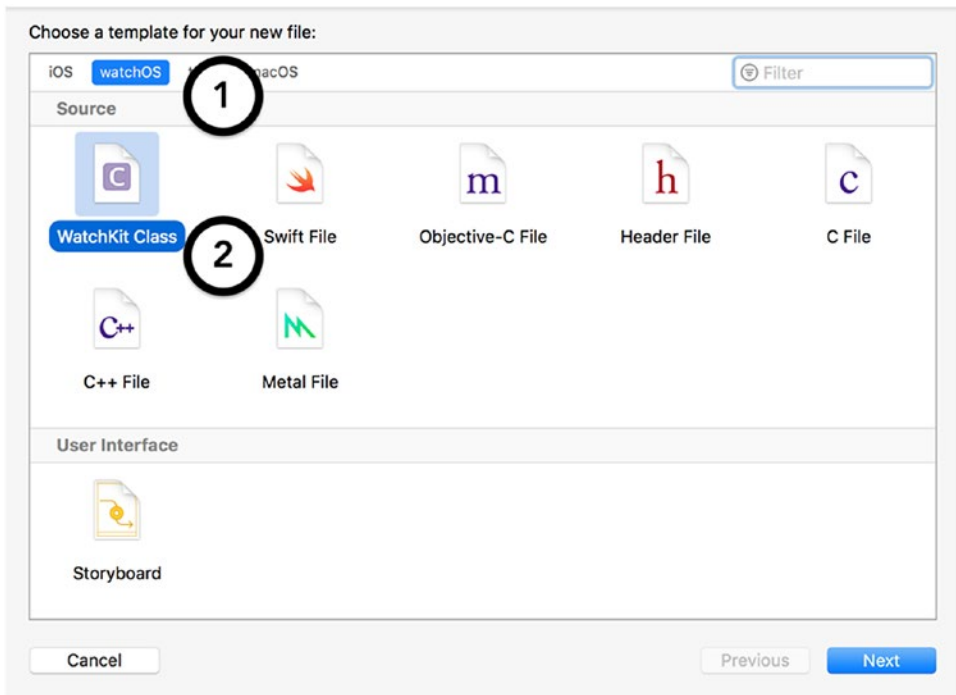 Choose a template for your new file:
iOS watchOS macOS Filter
1
Source
C
m h c
WatchKit Class Swift File Objective-C File Header File C File
2
C++
C++ File Metal File
User Interface
Storyboard
Cancel Previous Next